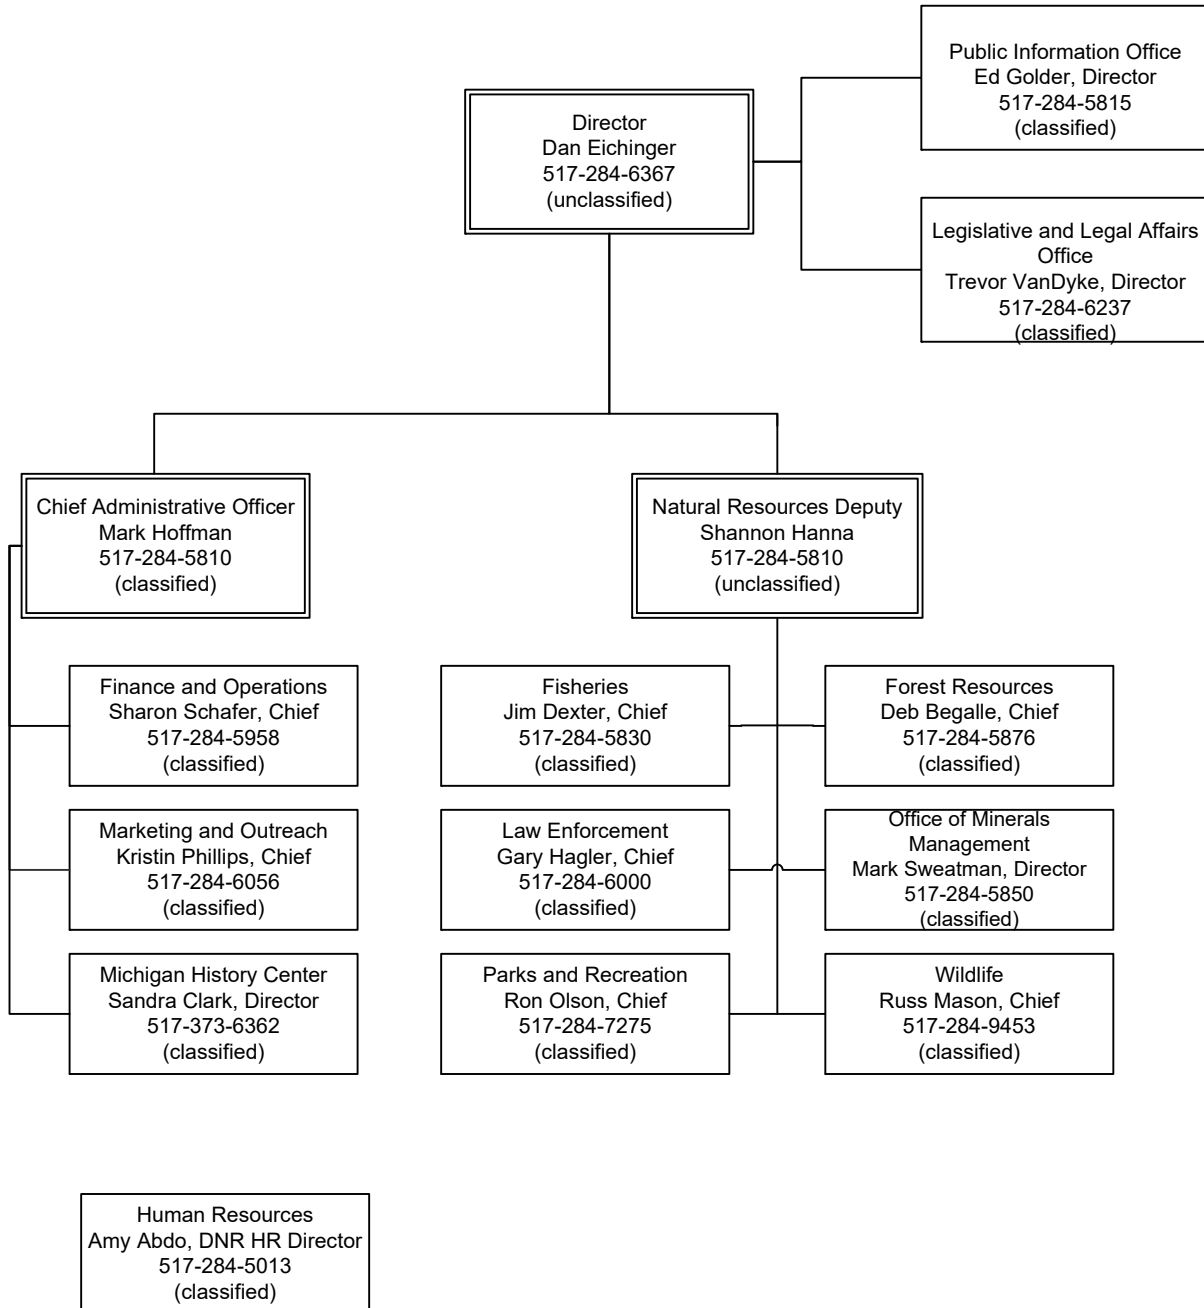 Public Information Office
Ed Golder, Director
517-284-5815
(classified)
Director
Dan Eichinger
517-284-6367
(unclassified)
Legislative and Legal Affairs
Office
Trevor VanDyke, Director
517-284-6237
(classified)
Chief Administrative Officer
Mark Hoffman
517-284-5810
(classified)
Natural Resources Deputy
Shannon Hanna
517-284-5810
(unclassified)
Finance and Operations
Sharon Schafer, Chief
517-284-5958
(classified)
Fisheries
Jim Dexter, Chief
517-284-5830
(classified)
Forest Resources
Deb Begalle, Chief
517-284-5876
(classified)
Marketing and Outreach
Kristin Phillips, Chief
517-284-6056
(classified)
Law Enforcement
Gary Hagler, Chief
517-284-6000
(classified)
Office of Minerals
Management
Mark Sweatman, Director
517-284-5850
(classified)
Michigan History Center
Sandra Clark, Director
517-373-6362
(classified)
Parks and Recreation
Ron Olson, Chief
517-284-7275
(classified)
Wildlife
Russ Mason, Chief
517-284-9453
(classified)
Human Resources
Amy Abdo, DNR HR Director
517-284-5013
(classified)